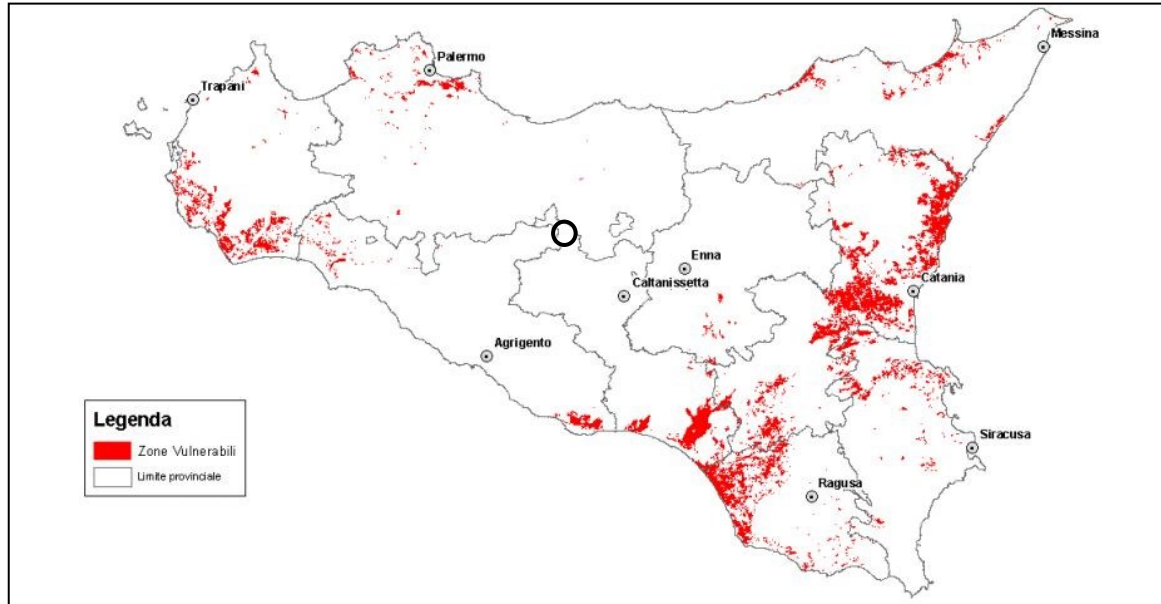 Messina
Palermo
Trapani
Enna
Catania
Caltanissetta
Agrigento
Legenda
Zone Vulnerabili
Limite provinciale
Siracusa
Ragusa